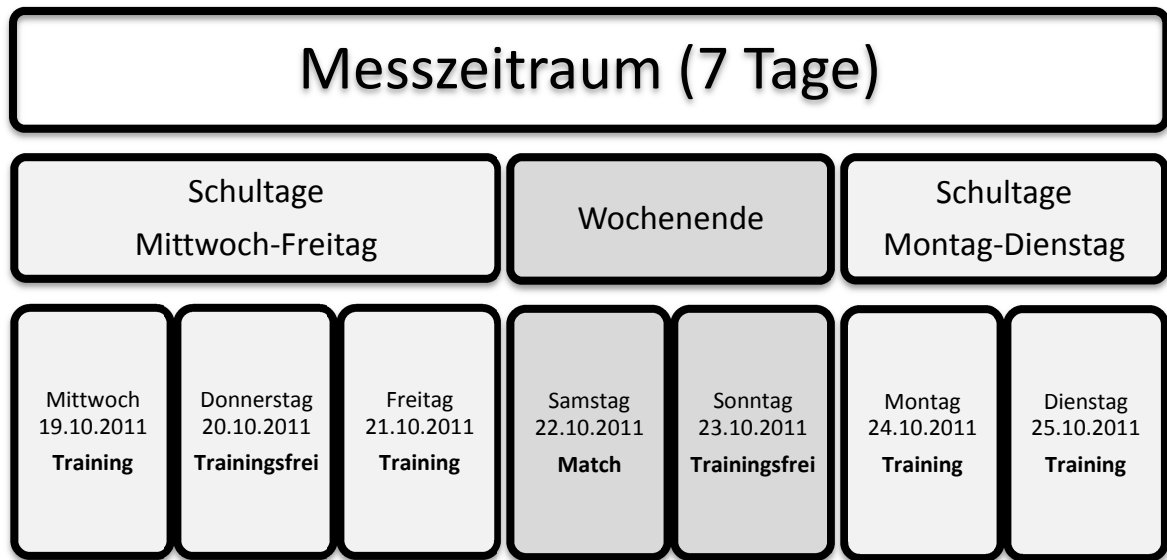 Messzeitraum (7 Tage)
Schultage
Mittwoch-Freitag
Wochenende
Schultage
Montag-Dienstag
Mittwoch
19.10.2011
Training
Donnerstag
20.10.2011
Trainingsfrei
Freitag
21.10.2011
Training
Samstag
22.10.2011
Match
Sonntag
23.10.2011
Trainingsfrei
Montag
24.10.2011
Training
Dienstag
25.10.2011
Training